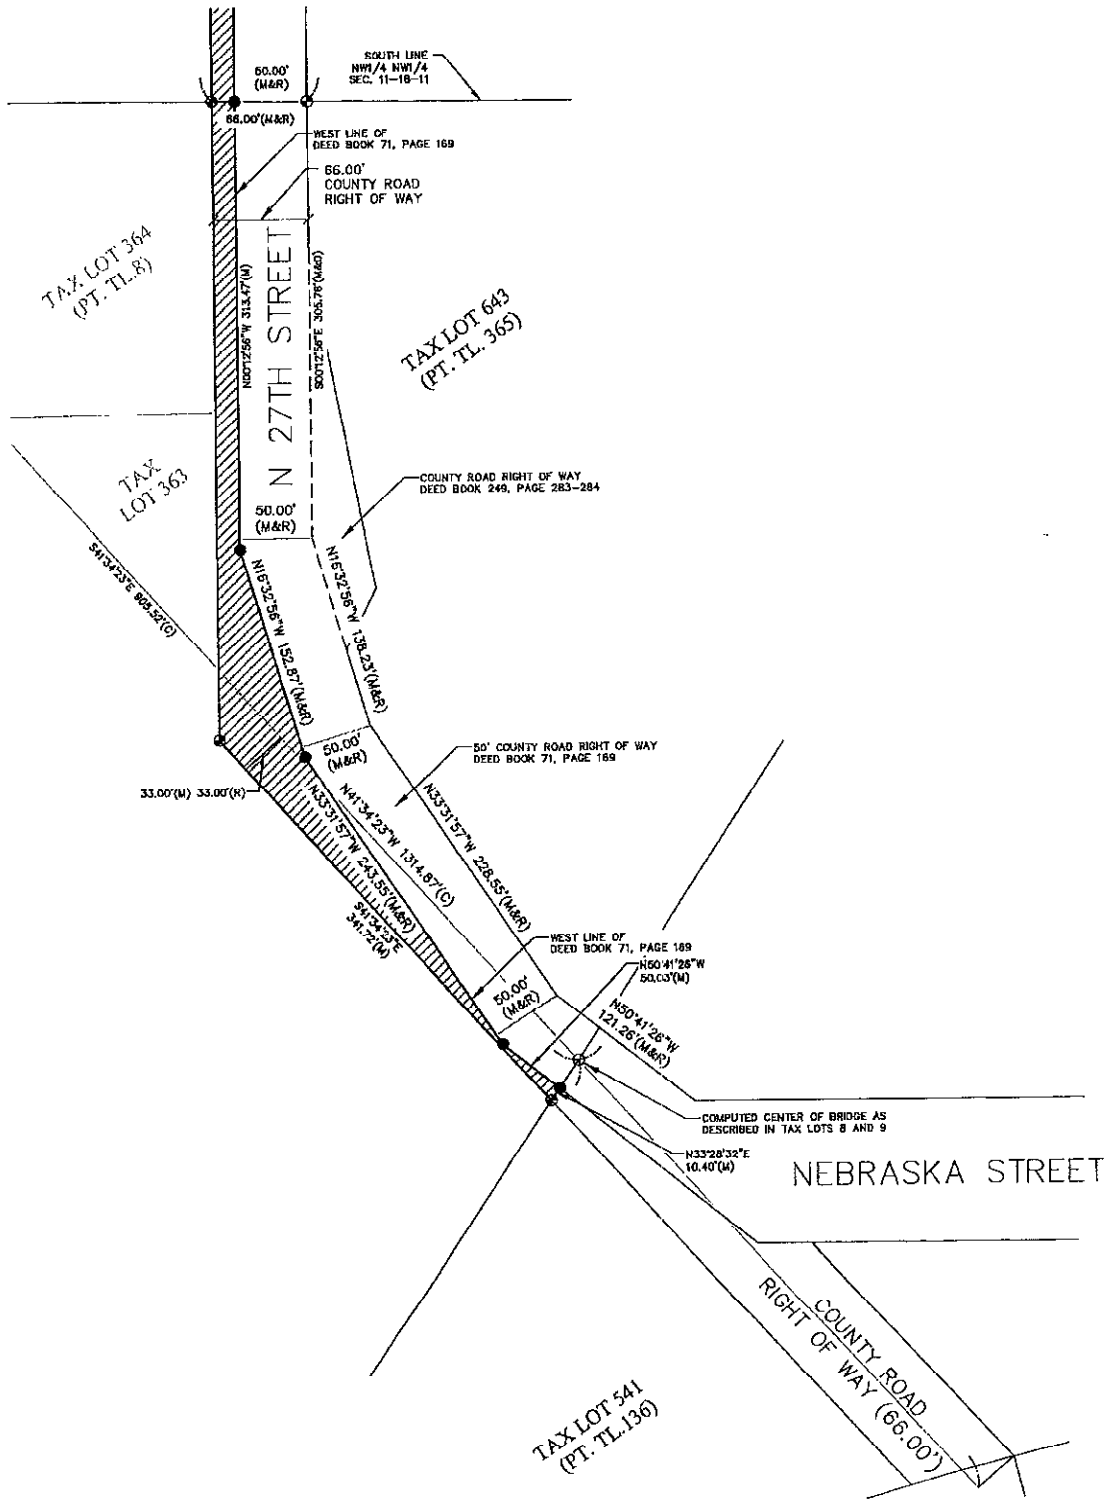 SOUTH LINE
NW1/4 NW1/4
SEC. 11-18-11
50.00'
(M&R)
66.00'(M&R)
WEST LINE OF
DEED BOOK 71, PAGE 169
66.00'
COUNTY ROAD
RIGHT OF WAY
TAX LOT 364
(PT. TL.8)
N00°12'56"W 313.47'(M)
N 27TH STREET
S00°12'56"E 305.76'(M&R)
TAX LOT 643
(PT. TL. 365)
TAX
LOT 363
COUNTY ROAD RIGHT OF WAY
DEED BOOK 249, PAGE 283-284
50.00'
(M&R)
S41°34'23"E 805.52'(C)
N16°32'56"W 152.87'(M&R)
N16°32'56"W 138.23'(M&R)
50.00'
(M&R)
50' COUNTY ROAD RIGHT OF WAY
DEED BOOK 71, PAGE 169
33.00'(M) 33.00'(R)
N33°31'57"W 243.55'(M&R)
N41°34'23"W 1314.87'(C)
N33°31'57"W 228.55'(M&R)
S41°34'23"E
341.72'(M)
WEST LINE OF
DEED BOOK 71, PAGE 169
N50°41'26"W
50.03'(M)
50.00'
(M&R)
N50°41'26"W
121.26'(M&R)
COMPUTED CENTER OF BRIDGE AS
DESCRIBED IN TAX LOTS 8 AND 9
N33°28'32"E
10.40'(M)
NEBRASKA STREET
COUNTY ROAD
RIGHT OF WAY (66.00')
TAX LOT 541
(PT. TL.136)